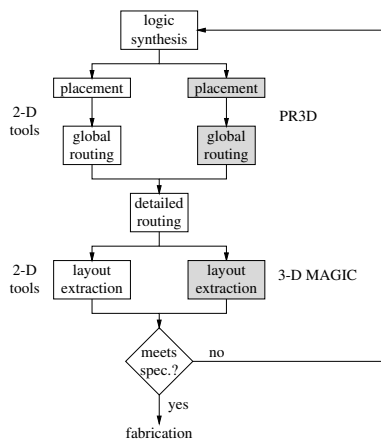 logic
synthesis
placement
placement
2-D
tools
PR3D
global
routing
global
routing
detailed
routing
2-D
tools
layout
extraction
layout
extraction
3-D MAGIC
meets
spec.?
no
yes
fabrication